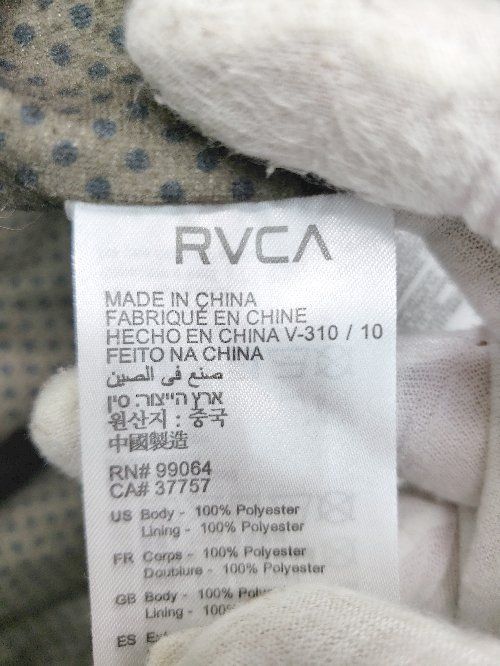 RVCA
MADE IN CHINA
FABRIQUÉ EN CHINE
HECHO EN CHINA V-310 / 10
FEITO NA CHINA
صنع في الصين
ארץ הייצור: סין
원산지 : 중국
中國製造
RN# 99064
CA# 37757
US Body - 100% Polyester
Lining - 100% Polyester
FR Corps - 100% Polyester
Doublure - 100% Polyester
GB Body - 100%
Lining - 100%
ES